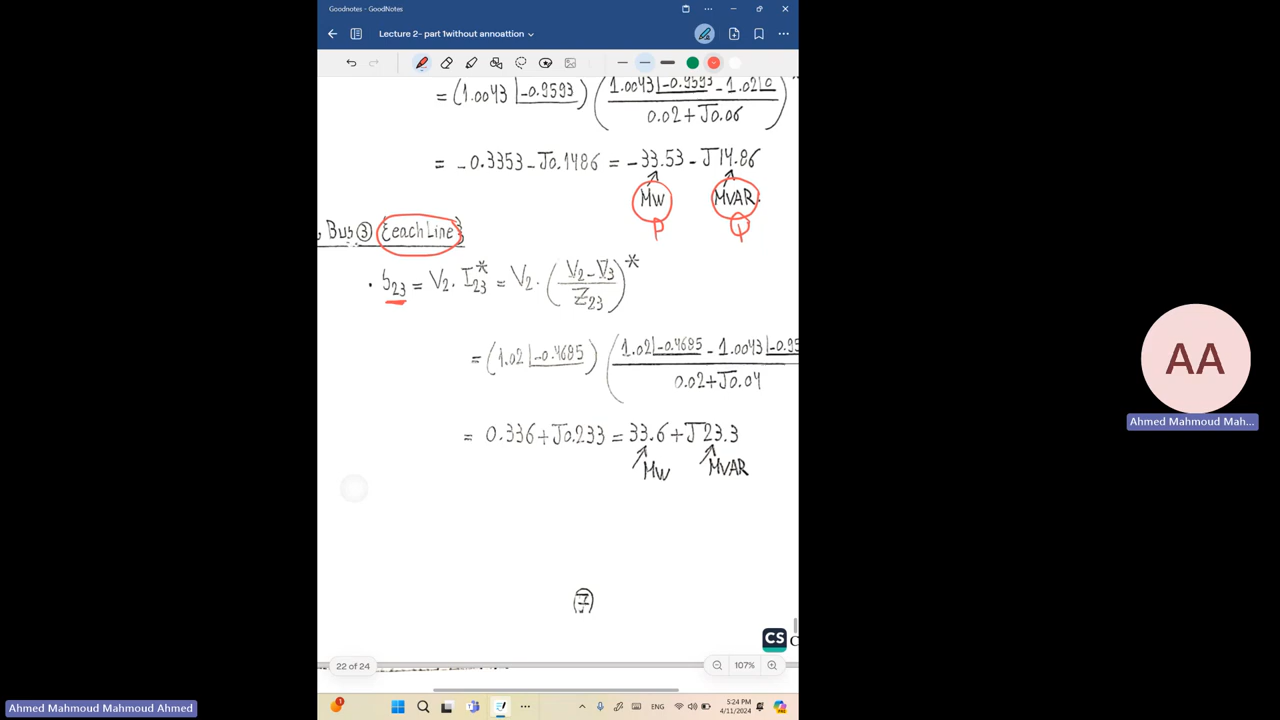 Goodnotes - GoodNotes
Lecture 2- part 1without annoattion
= (1.0043 |-0.9593) (1.0043|-0.9593 - 1.02|0 / 0.02+J0.06)
= -0.3353-J0.1486 = -33.53 - J14.86
MW MVAR.
P Q
Bus ③ {each Line}
. S23 = V2. I23* = V2. (V2-V3 / Z23)*
= (1.02 |-0.4685) (1.02|-0.4685 - 1.0043|-0.95 / 0.02+J0.04
= 0.336+J0.233 = 33.6+J23.3
MW MVAR
⑦
CS
22 of 24
107%
AA
Ahmed Mahmoud Mah...
Ahmed Mahmoud Mahmoud Ahmed
ENG
5:24 PM
4/11/2024